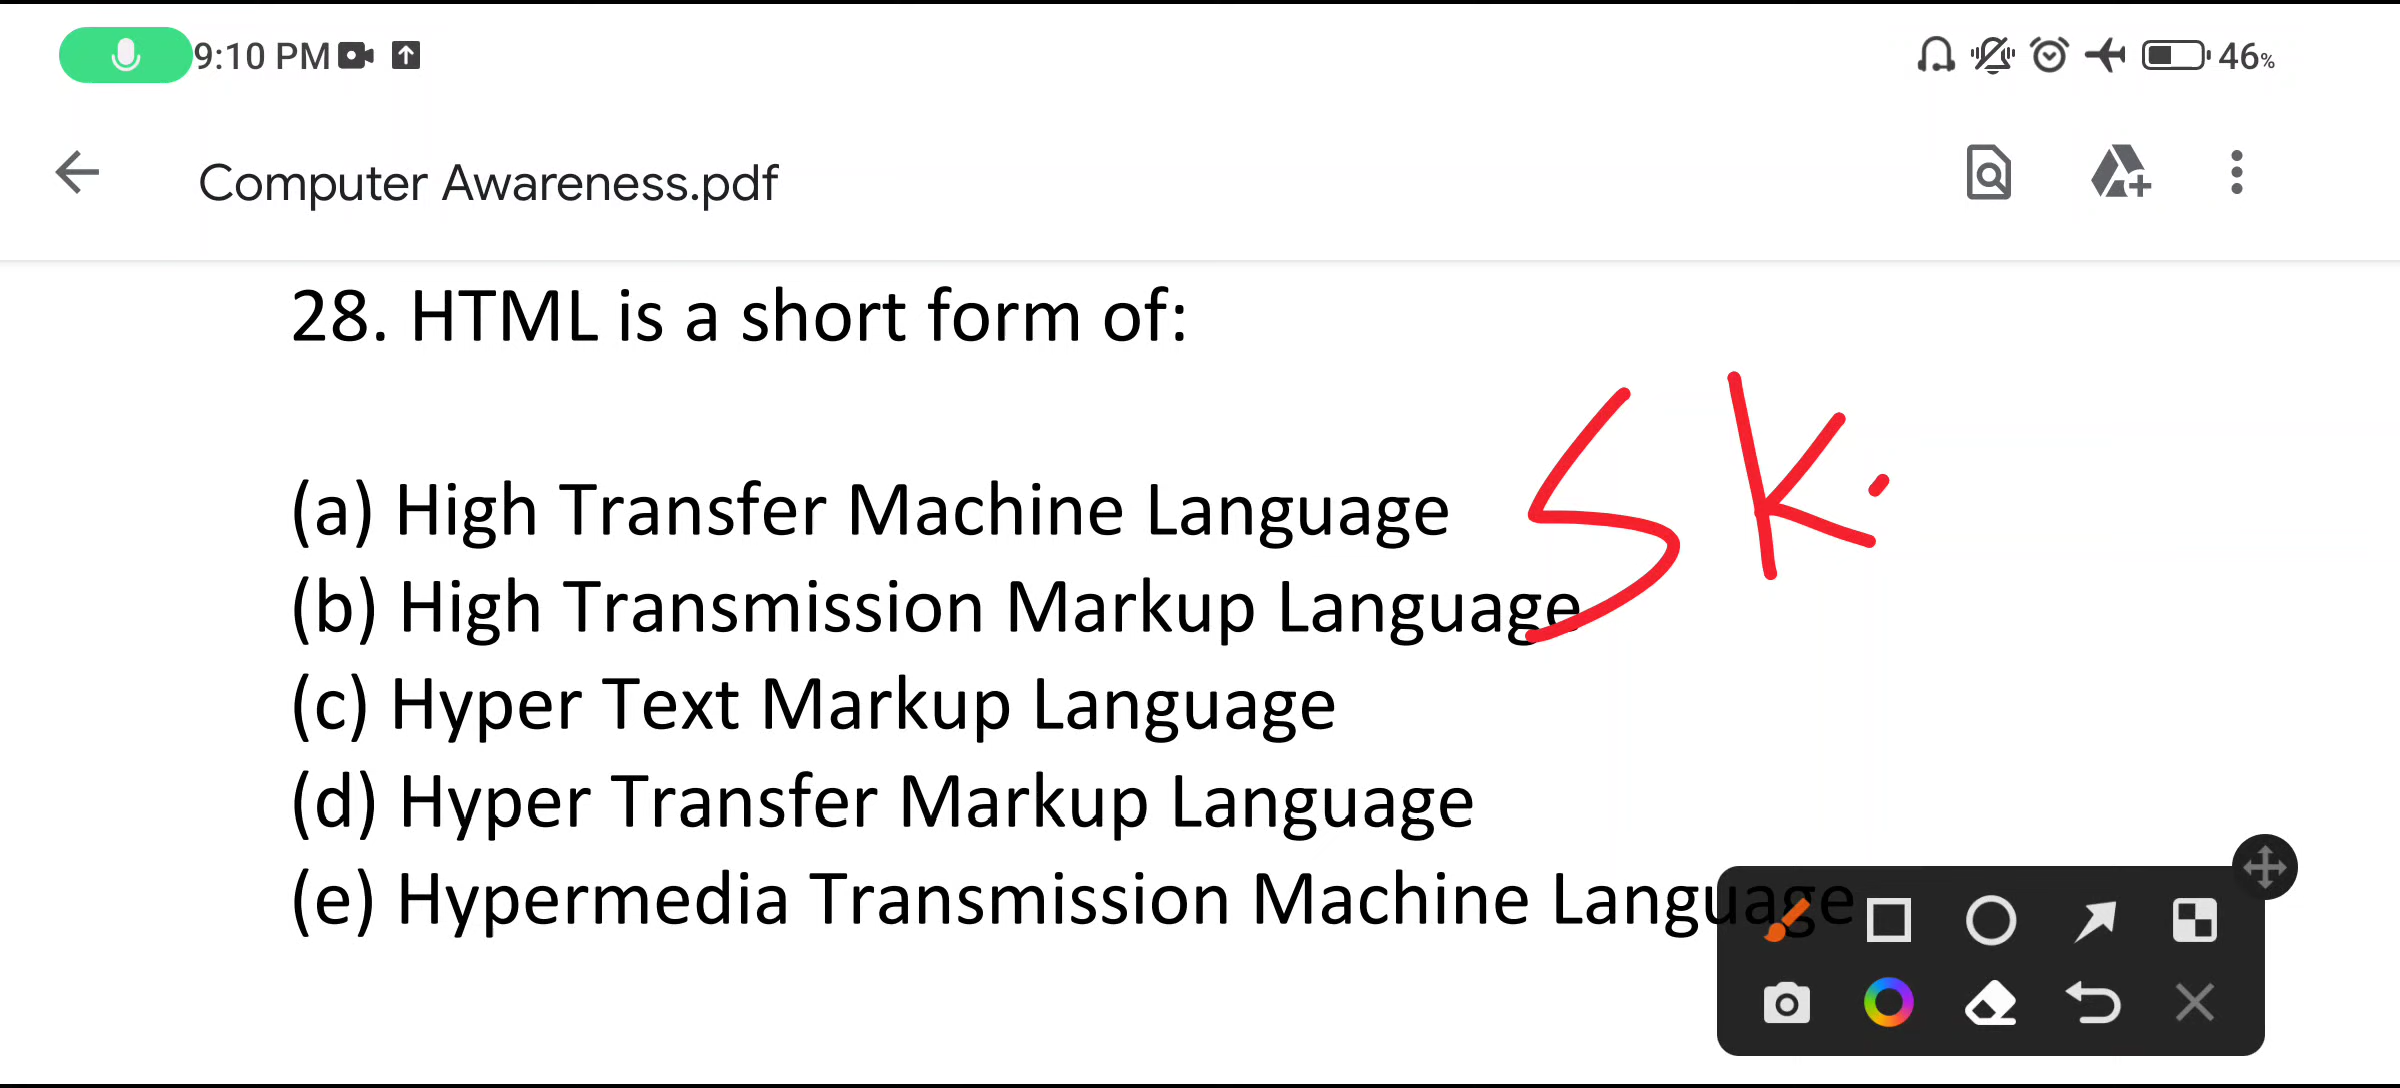 9:10 PM 46%
Computer Awareness.pdf
28. HTML is a short form of:
SK.
(a) High Transfer Machine Language
(b) High Transmission Markup Language
(c) Hyper Text Markup Language
(d) Hyper Transfer Markup Language
(e) Hypermedia Transmission Machine Language